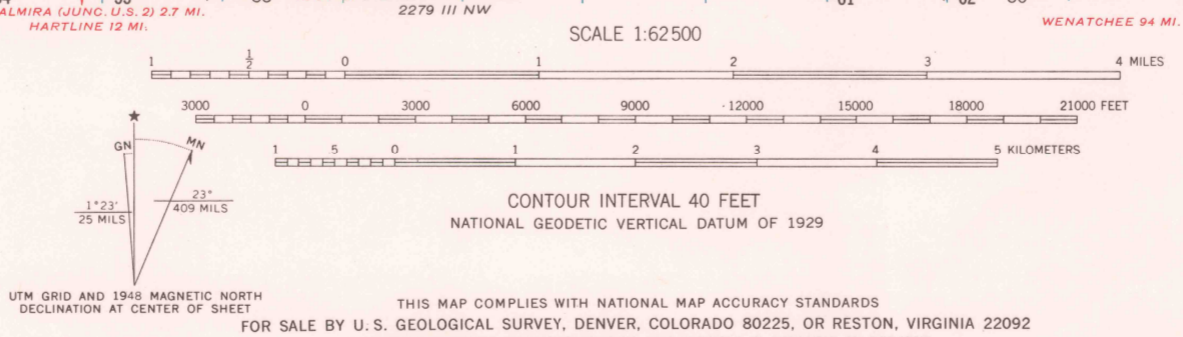 ALMIRA (JUNC. U.S. 2) 2.7 MI.
HARTLINE 12 MI.
2279 III NW
WENATCHEE 94 MI.
SCALE 1:62500
1 1/2 0 1 2 3 4 MILES
3000 0 3000 6000 9000 12000 15000 18000 21000 FEET
1 .5 0 1 2 3 4 5 KILOMETERS
★
GN MN
1°23' 23°
25 MILS 409 MILS
CONTOUR INTERVAL 40 FEET
NATIONAL GEODETIC VERTICAL DATUM OF 1929
UTM GRID AND 1948 MAGNETIC NORTH
DECLINATION AT CENTER OF SHEET
THIS MAP COMPLIES WITH NATIONAL MAP ACCURACY STANDARDS
FOR SALE BY U. S. GEOLOGICAL SURVEY, DENVER, COLORADO 80225, OR RESTON, VIRGINIA 22092